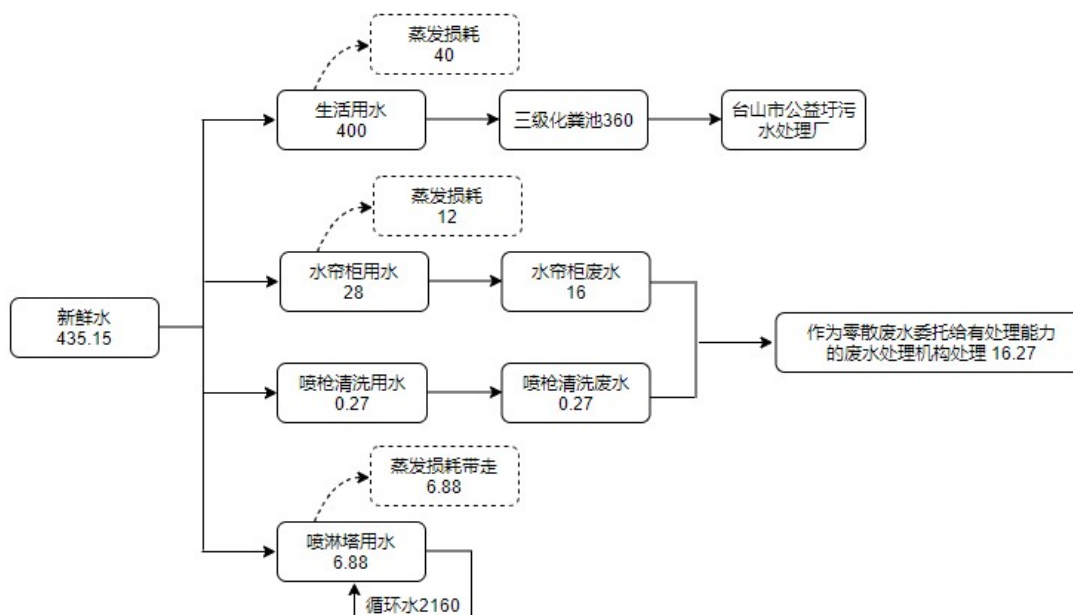 蒸发损耗
40
生活用水
400
三级化粪池360
台山市公益圩污
水处理厂
蒸发损耗
12
水帘柜用水
28
水帘柜废水
16
新鲜水
435.15
作为零散废水委托给有处理能力
的废水处理机构处理 16.27
喷枪清洗用水
0.27
喷枪清洗废水
0.27
蒸发损耗带走
6.88
喷淋塔用水
6.88
循环水2160